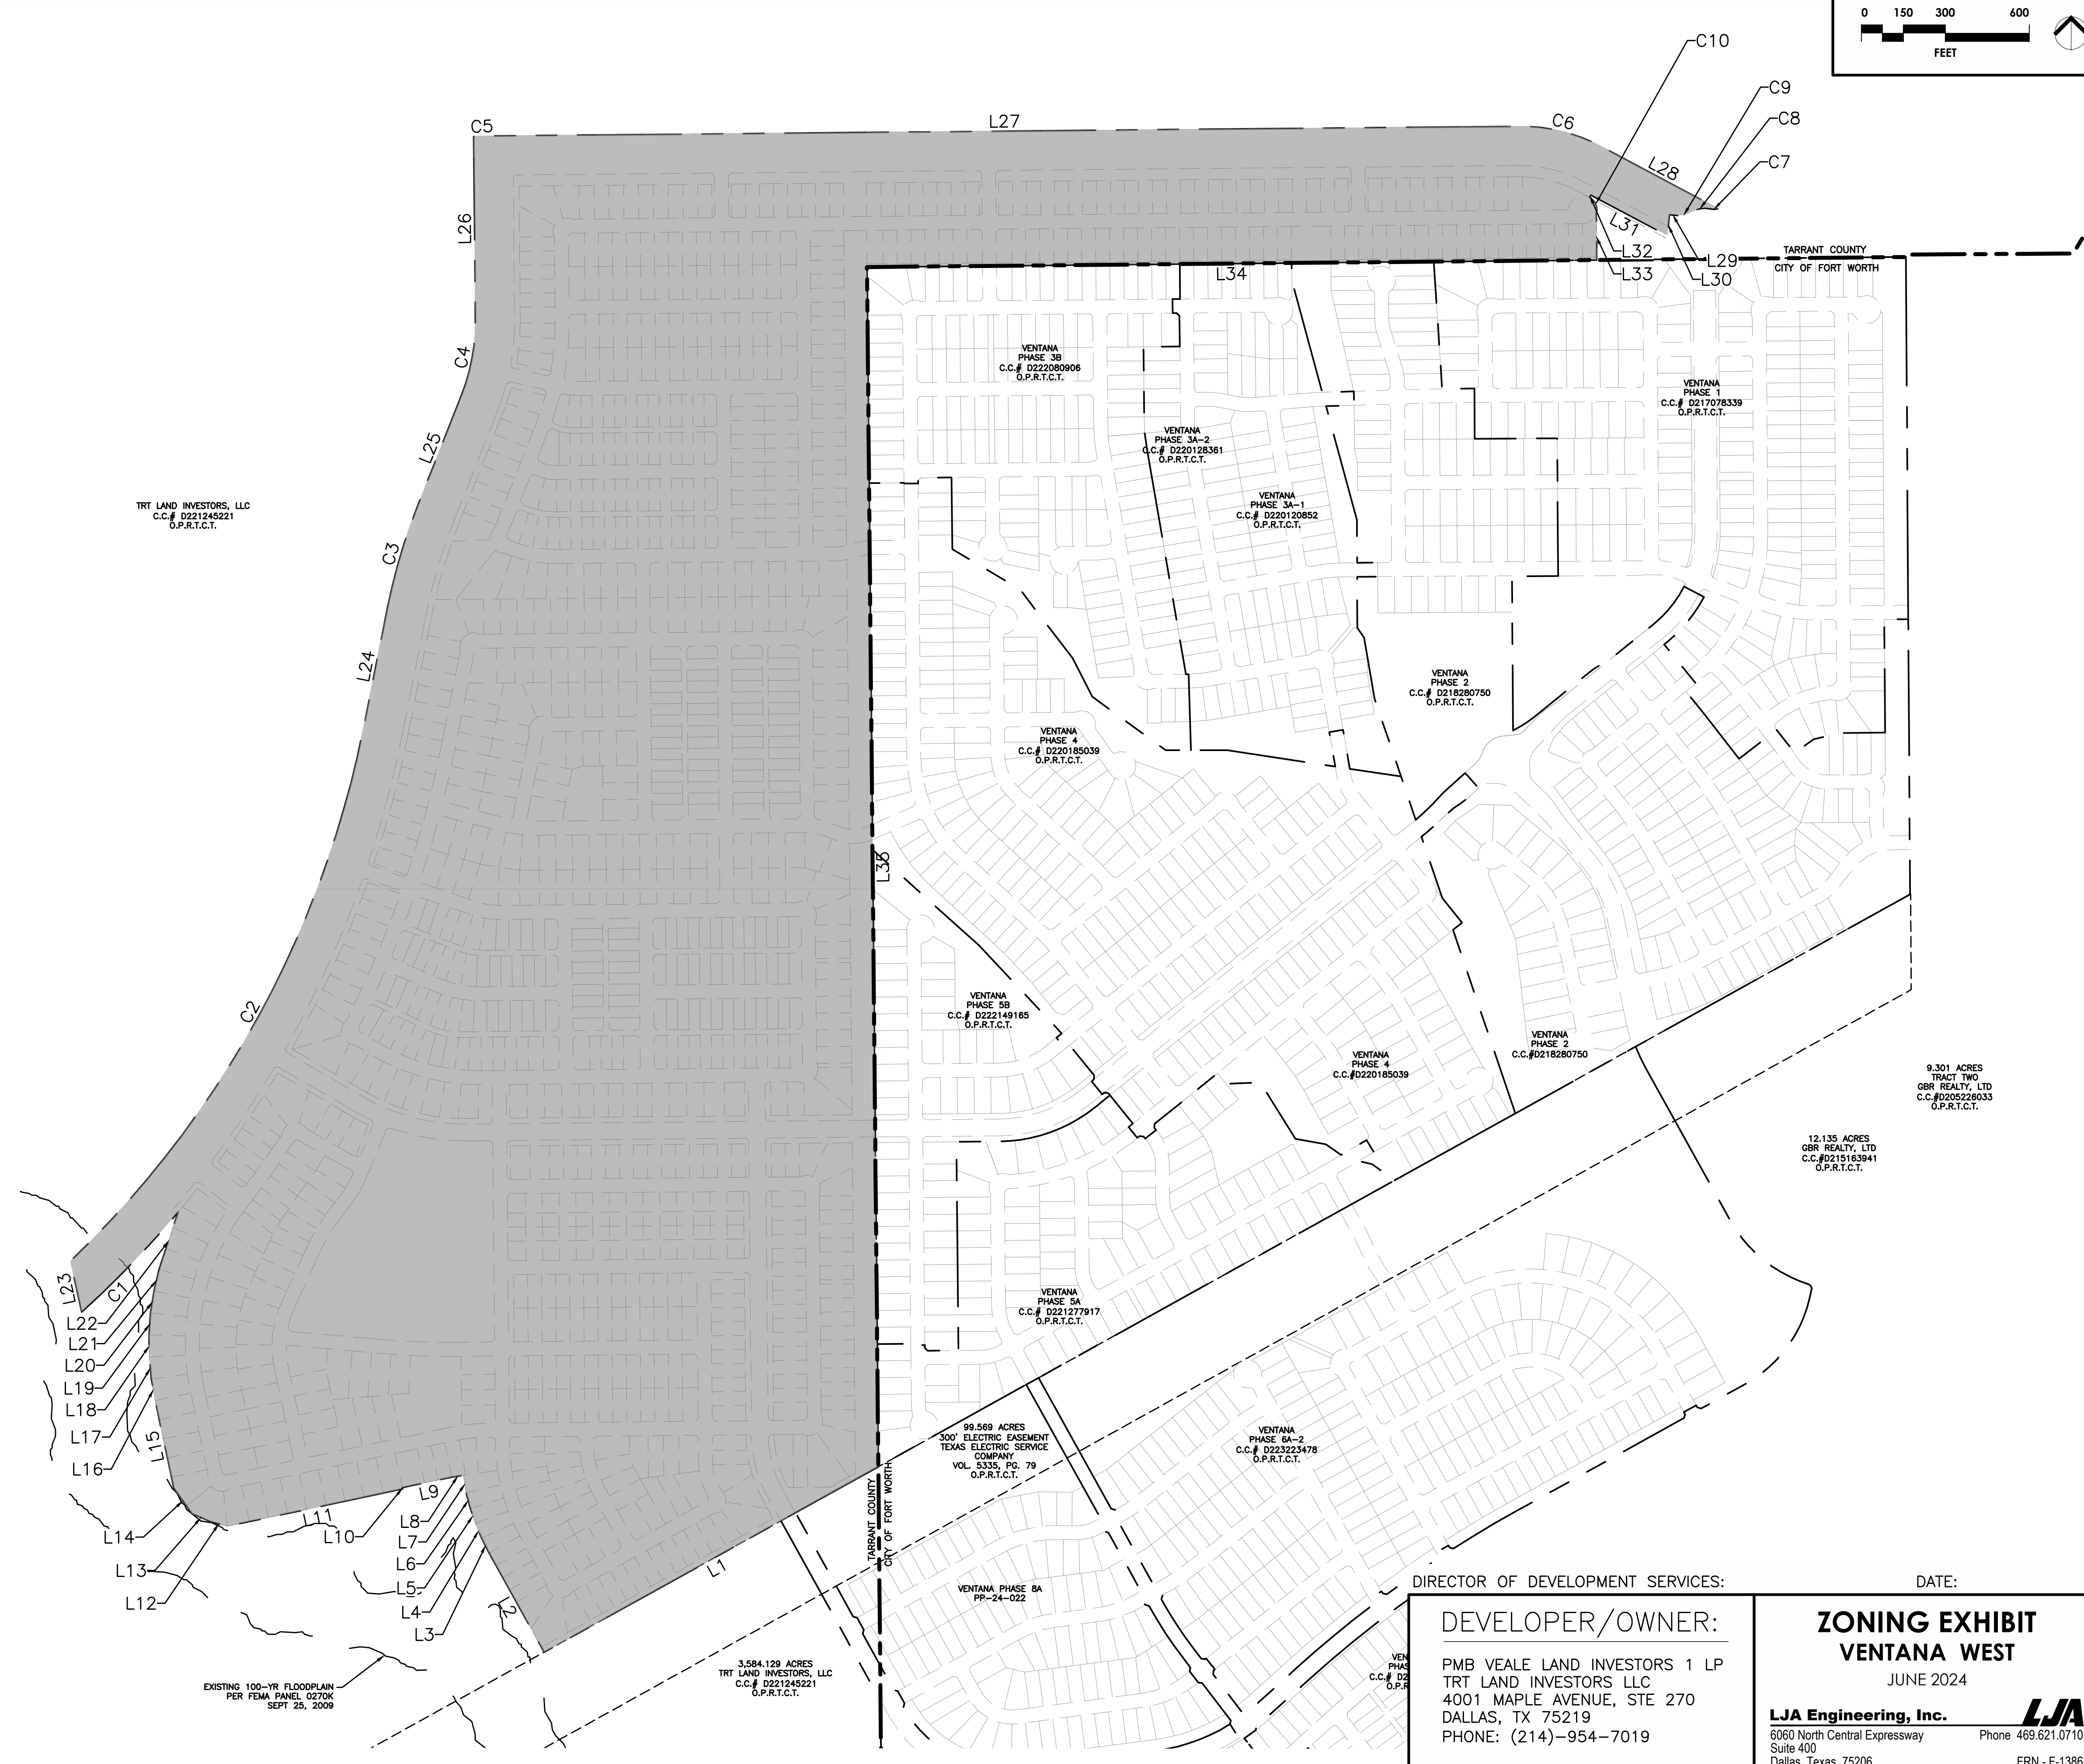 0 150 300 600
FEET
C10
C9
C8
C7
C5
L27
C6
L28
L26
L31
L32
L33
L29
L30
TARRANT COUNTY
CITY OF FORT WORTH
L34
C4
VENTANA
PHASE 3B
C.C.# D222080906
O.P.R.T.C.T.
VENTANA
PHASE 1
C.C.# D217078339
O.P.R.T.C.T.
L25
VENTANA
PHASE 3A-2
C.C.# D220128361
O.P.R.T.C.T.
VENTANA
PHASE 3A-1
C.C.# D220120852
O.P.R.T.C.T.
TRT LAND INVESTORS, LLC
C.C.# D221245221
O.P.R.T.C.T.
C3
L24
VENTANA
PHASE 2
C.C.# D218280750
O.P.R.T.C.T.
VENTANA
PHASE 4
C.C.# D220185039
O.P.R.T.C.T.
L35
C2
VENTANA
PHASE 5B
C.C.# D222149165
O.P.R.T.C.T.
VENTANA
PHASE 4
C.C.#D220185039
VENTANA
PHASE 2
C.C.#D218280750
9.301 ACRES
TRACT TWO
GBR REALTY, LTD
C.C.#D205226033
O.P.R.T.C.T.
12.135 ACRES
GBR REALTY, LTD
C.C.#D215163941
O.P.R.T.C.T.
L23
C1
L22
L21
L20
L19
L18
L17
L16
L15
L14
L13
L12
L11
L10
L9
L8
L7
L6
L5
L4
L3
L2
L1
VENTANA
PHASE 5A
C.C.# D221277917
O.P.R.T.C.T.
99.569 ACRES
300' ELECTRIC EASEMENT
TEXAS ELECTRIC SERVICE
COMPANY
VOL. 5335, PG. 79
O.P.R.T.C.T.
VENTANA
PHASE 6A-2
C.C.# D223223478
O.P.R.T.C.T.
TARRANT COUNTY
CITY OF FORT WORTH
VENTANA PHASE 8A
PP-24-022
3,584.129 ACRES
TRT LAND INVESTORS, LLC
C.C.# D221245221
O.P.R.T.C.T.
EXISTING 100-YR FLOODPLAIN
PER FEMA PANEL 0270K
SEPT 25, 2009
VEN
PHAS
C.C.# D2
O.P.R
DIRECTOR OF DEVELOPMENT SERVICES: DATE:
DEVELOPER/OWNER:
PMB VEALE LAND INVESTORS 1 LP
TRT LAND INVESTORS LLC
4001 MAPLE AVENUE, STE 270
DALLAS, TX 75219
PHONE: (214)-954-7019
ZONING EXHIBIT
VENTANA WEST
JUNE 2024
LJA Engineering, Inc. LJA
6060 North Central Expressway Phone 469.621.0710
Suite 400
Dallas, Texas 75206 FRN - F-1386